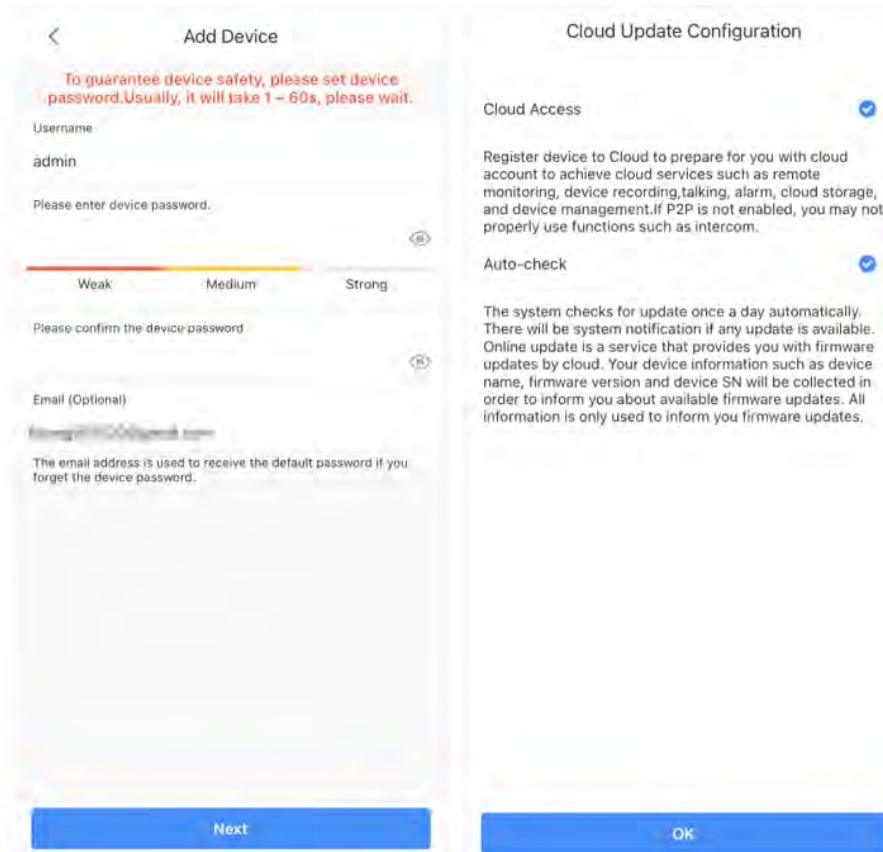 Add Device
To guarantee device safety, please set device
password.Usually, it will take 1 – 60s, please wait.
Username
admin
Please enter device password.
Weak Medium Strong
Please confirm the device password
Email (Optional)
The email address is used to receive the default password if you
forget the device password.
Next
Cloud Update Configuration
Cloud Access
Register device to Cloud to prepare for you with cloud
account to achieve cloud services such as remote
monitoring, device recording,talking, alarm, cloud storage,
and device management.If P2P is not enabled, you may not
properly use functions such as intercom.
Auto-check
The system checks for update once a day automatically.
There will be system notification if any update is available.
Online update is a service that provides you with firmware
updates by cloud. Your device information such as device
name, firmware version and device SN will be collected in
order to inform you about available firmware updates. All
information is only used to inform you firmware updates.
OK